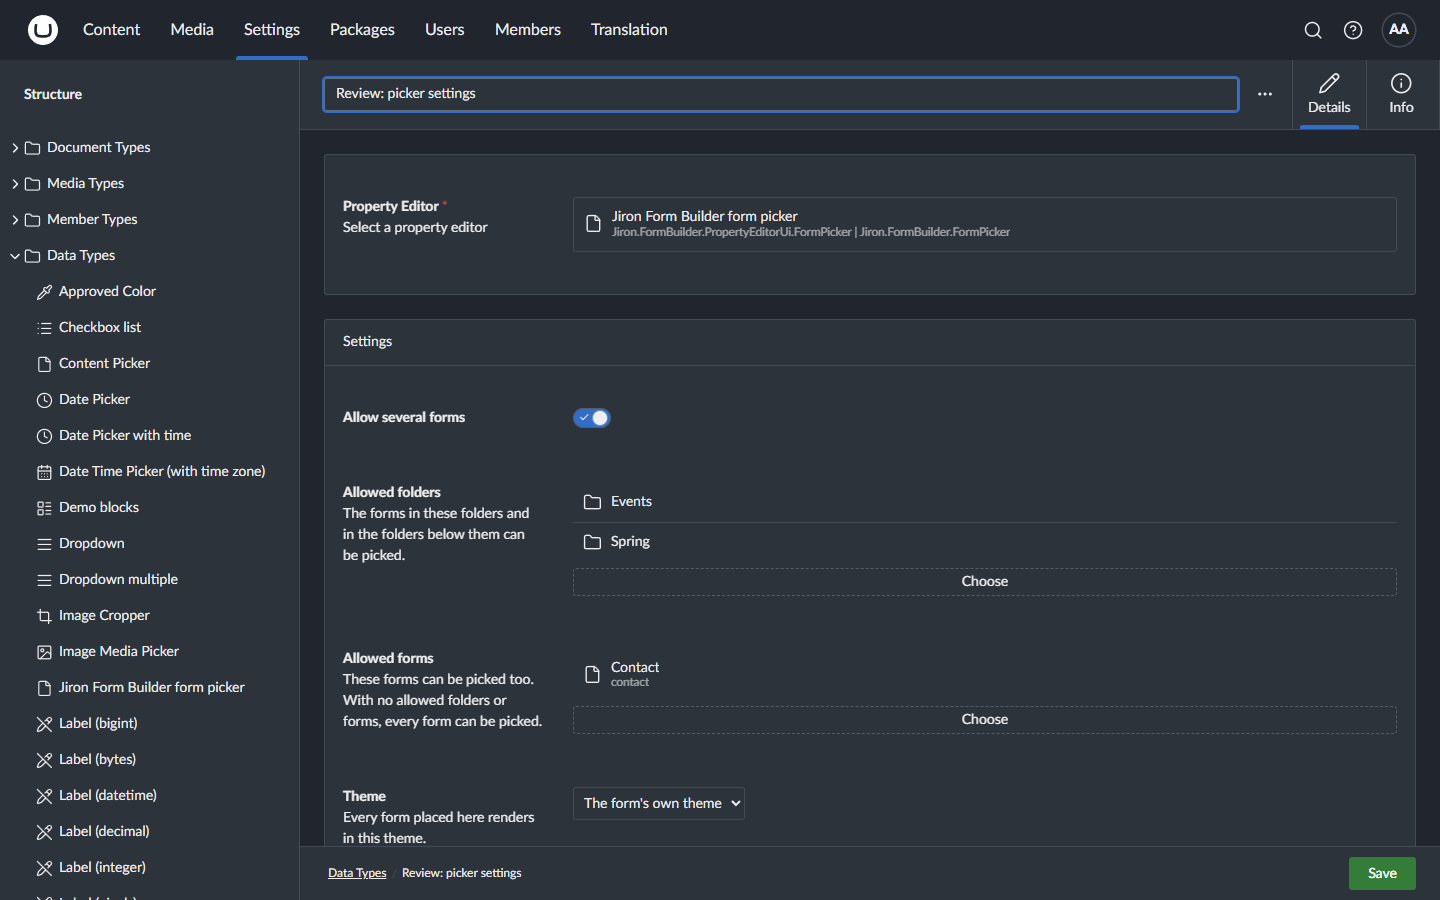 Content
Media
Settings
Packages
Users
Members
Translation
AA
Structure
Document Types
Media Types
Member Types
Data Types
Approved Color
Checkbox list
Content Picker
Date Picker
Date Picker with time
Date Time Picker (with time zone)
Demo blocks
Dropdown
Dropdown multiple
Image Cropper
Image Media Picker
Jiron Form Builder form picker
Label (bigint)
Label (bytes)
Label (datetime)
Label (decimal)
Label (integer)
Review: picker settings
Details
Info
Property Editor *
Select a property editor
Jiron Form Builder form picker
Jiron.FormBuilder.PropertyEditorUi.FormPicker | Jiron.FormBuilder.FormPicker
Settings
Allow several forms
Allowed folders
The forms in these folders and
in the folders below them can
be picked.
Events
Spring
Choose
Allowed forms
These forms can be picked too.
With no allowed folders or
forms, every form can be picked.
Contact
contact
Choose
Theme
Every form placed here renders
in this theme.
The form's own theme
Data Types / Review: picker settings
Save